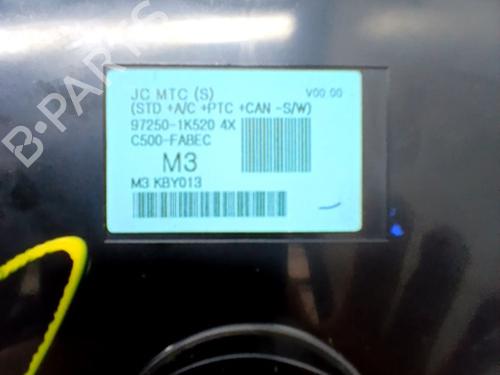 JC MTC (S)
V00.00
(STD +A/C +PTC +CAN -S/W)
97250-1K520 4X
C500-FABEC
M3
M3 KBY013
B-PARTS